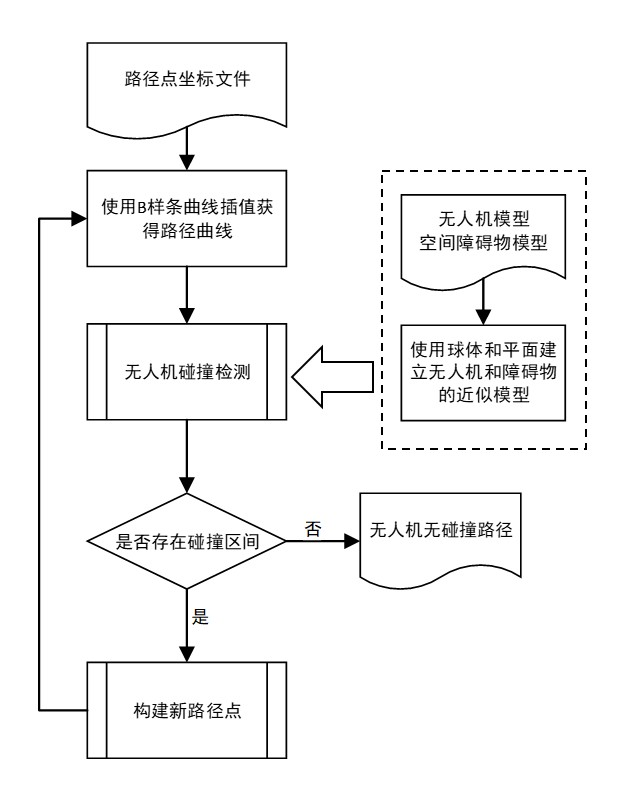 路径点坐标文件
使用B样条曲线插值获
得路径曲线
无人机模型
空间障碍物模型
使用球体和平面建
立无人机和障碍物
的近似模型
无人机碰撞检测
是否存在碰撞区间
否
无人机无碰撞路径
是
构建新路径点